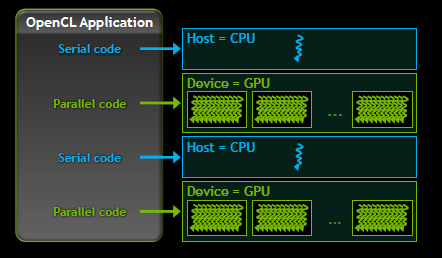 OpenCL Application
Serial code
Host = CPU
Parallel code
Device = GPU
...
Serial code
Host = CPU
Parallel code
Device = GPU
...